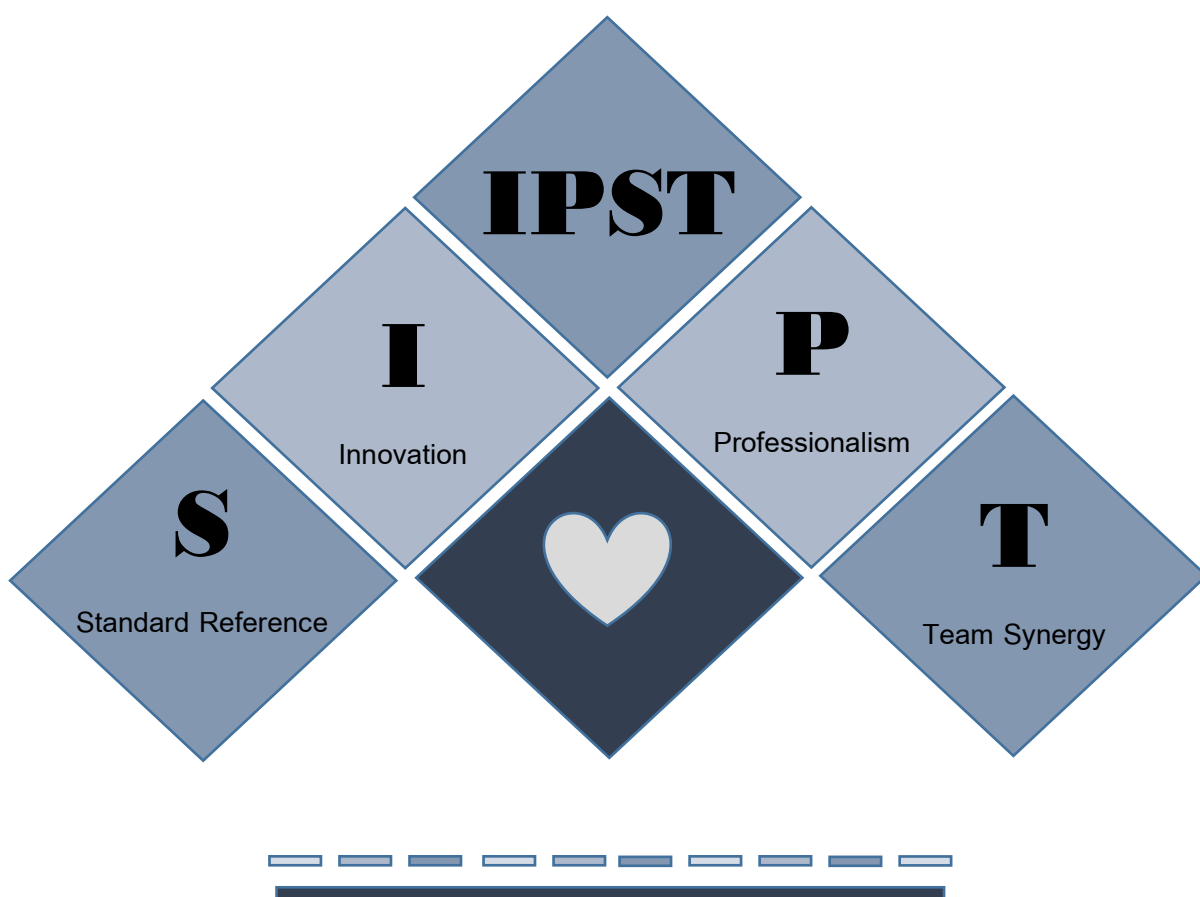 IPST
I
Innovation
P
Professionalism
S
Standard Reference
T
Team Synergy